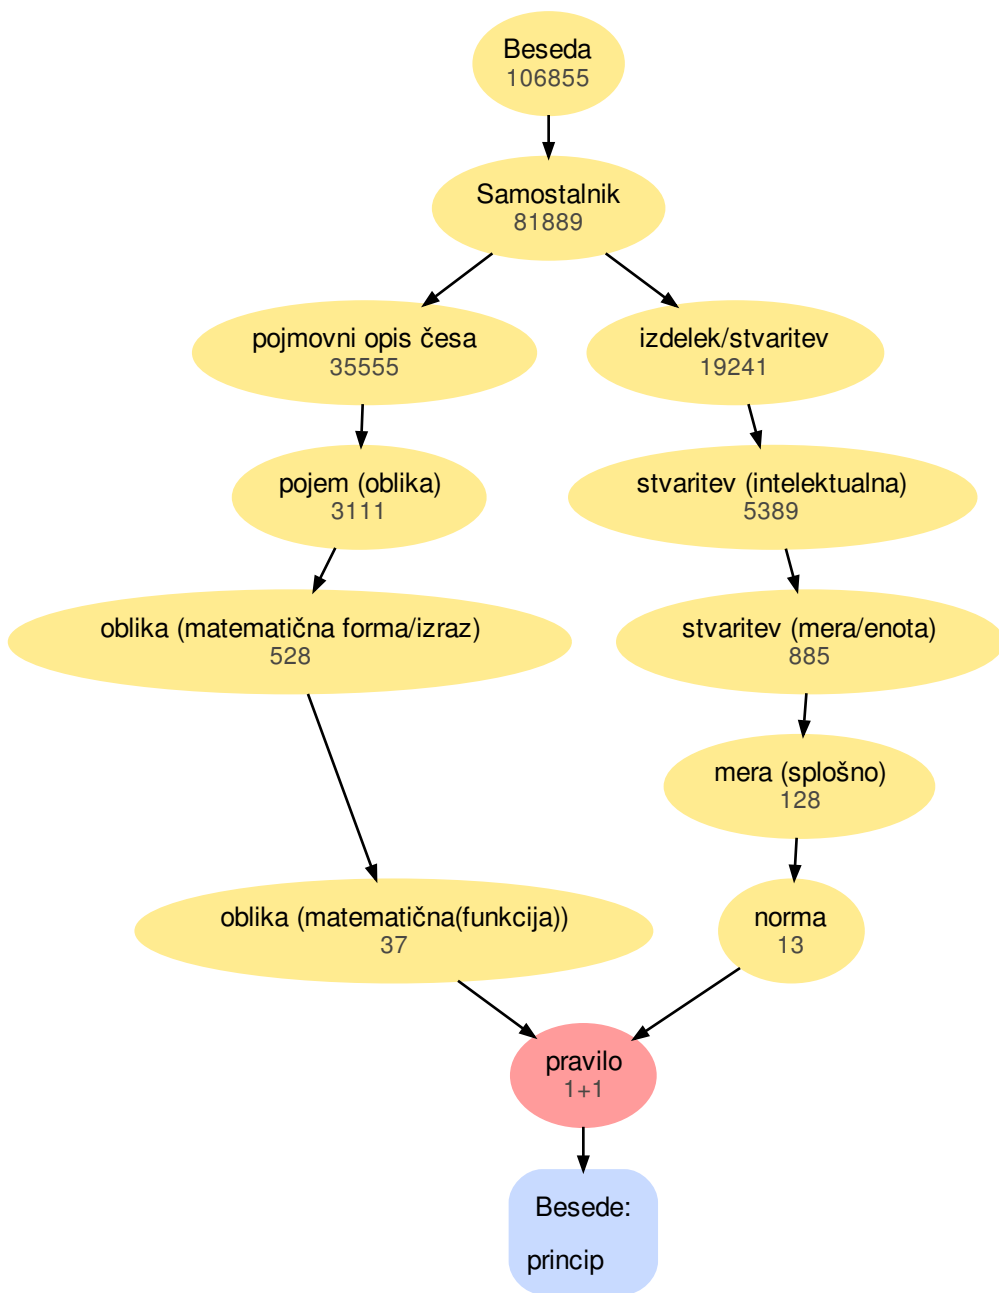 Beseda
106855
Samostalnik
81889
pojmovni opis česa
35555
izdelek/stvaritev
19241
pojem (oblika)
3111
stvaritev (intelektualna)
5389
oblika (matematična forma/izraz)
528
stvaritev (mera/enota)
885
mera (splošno)
128
oblika (matematična(funkcija))
37
norma
13
pravilo
1+1
Besede:
princip